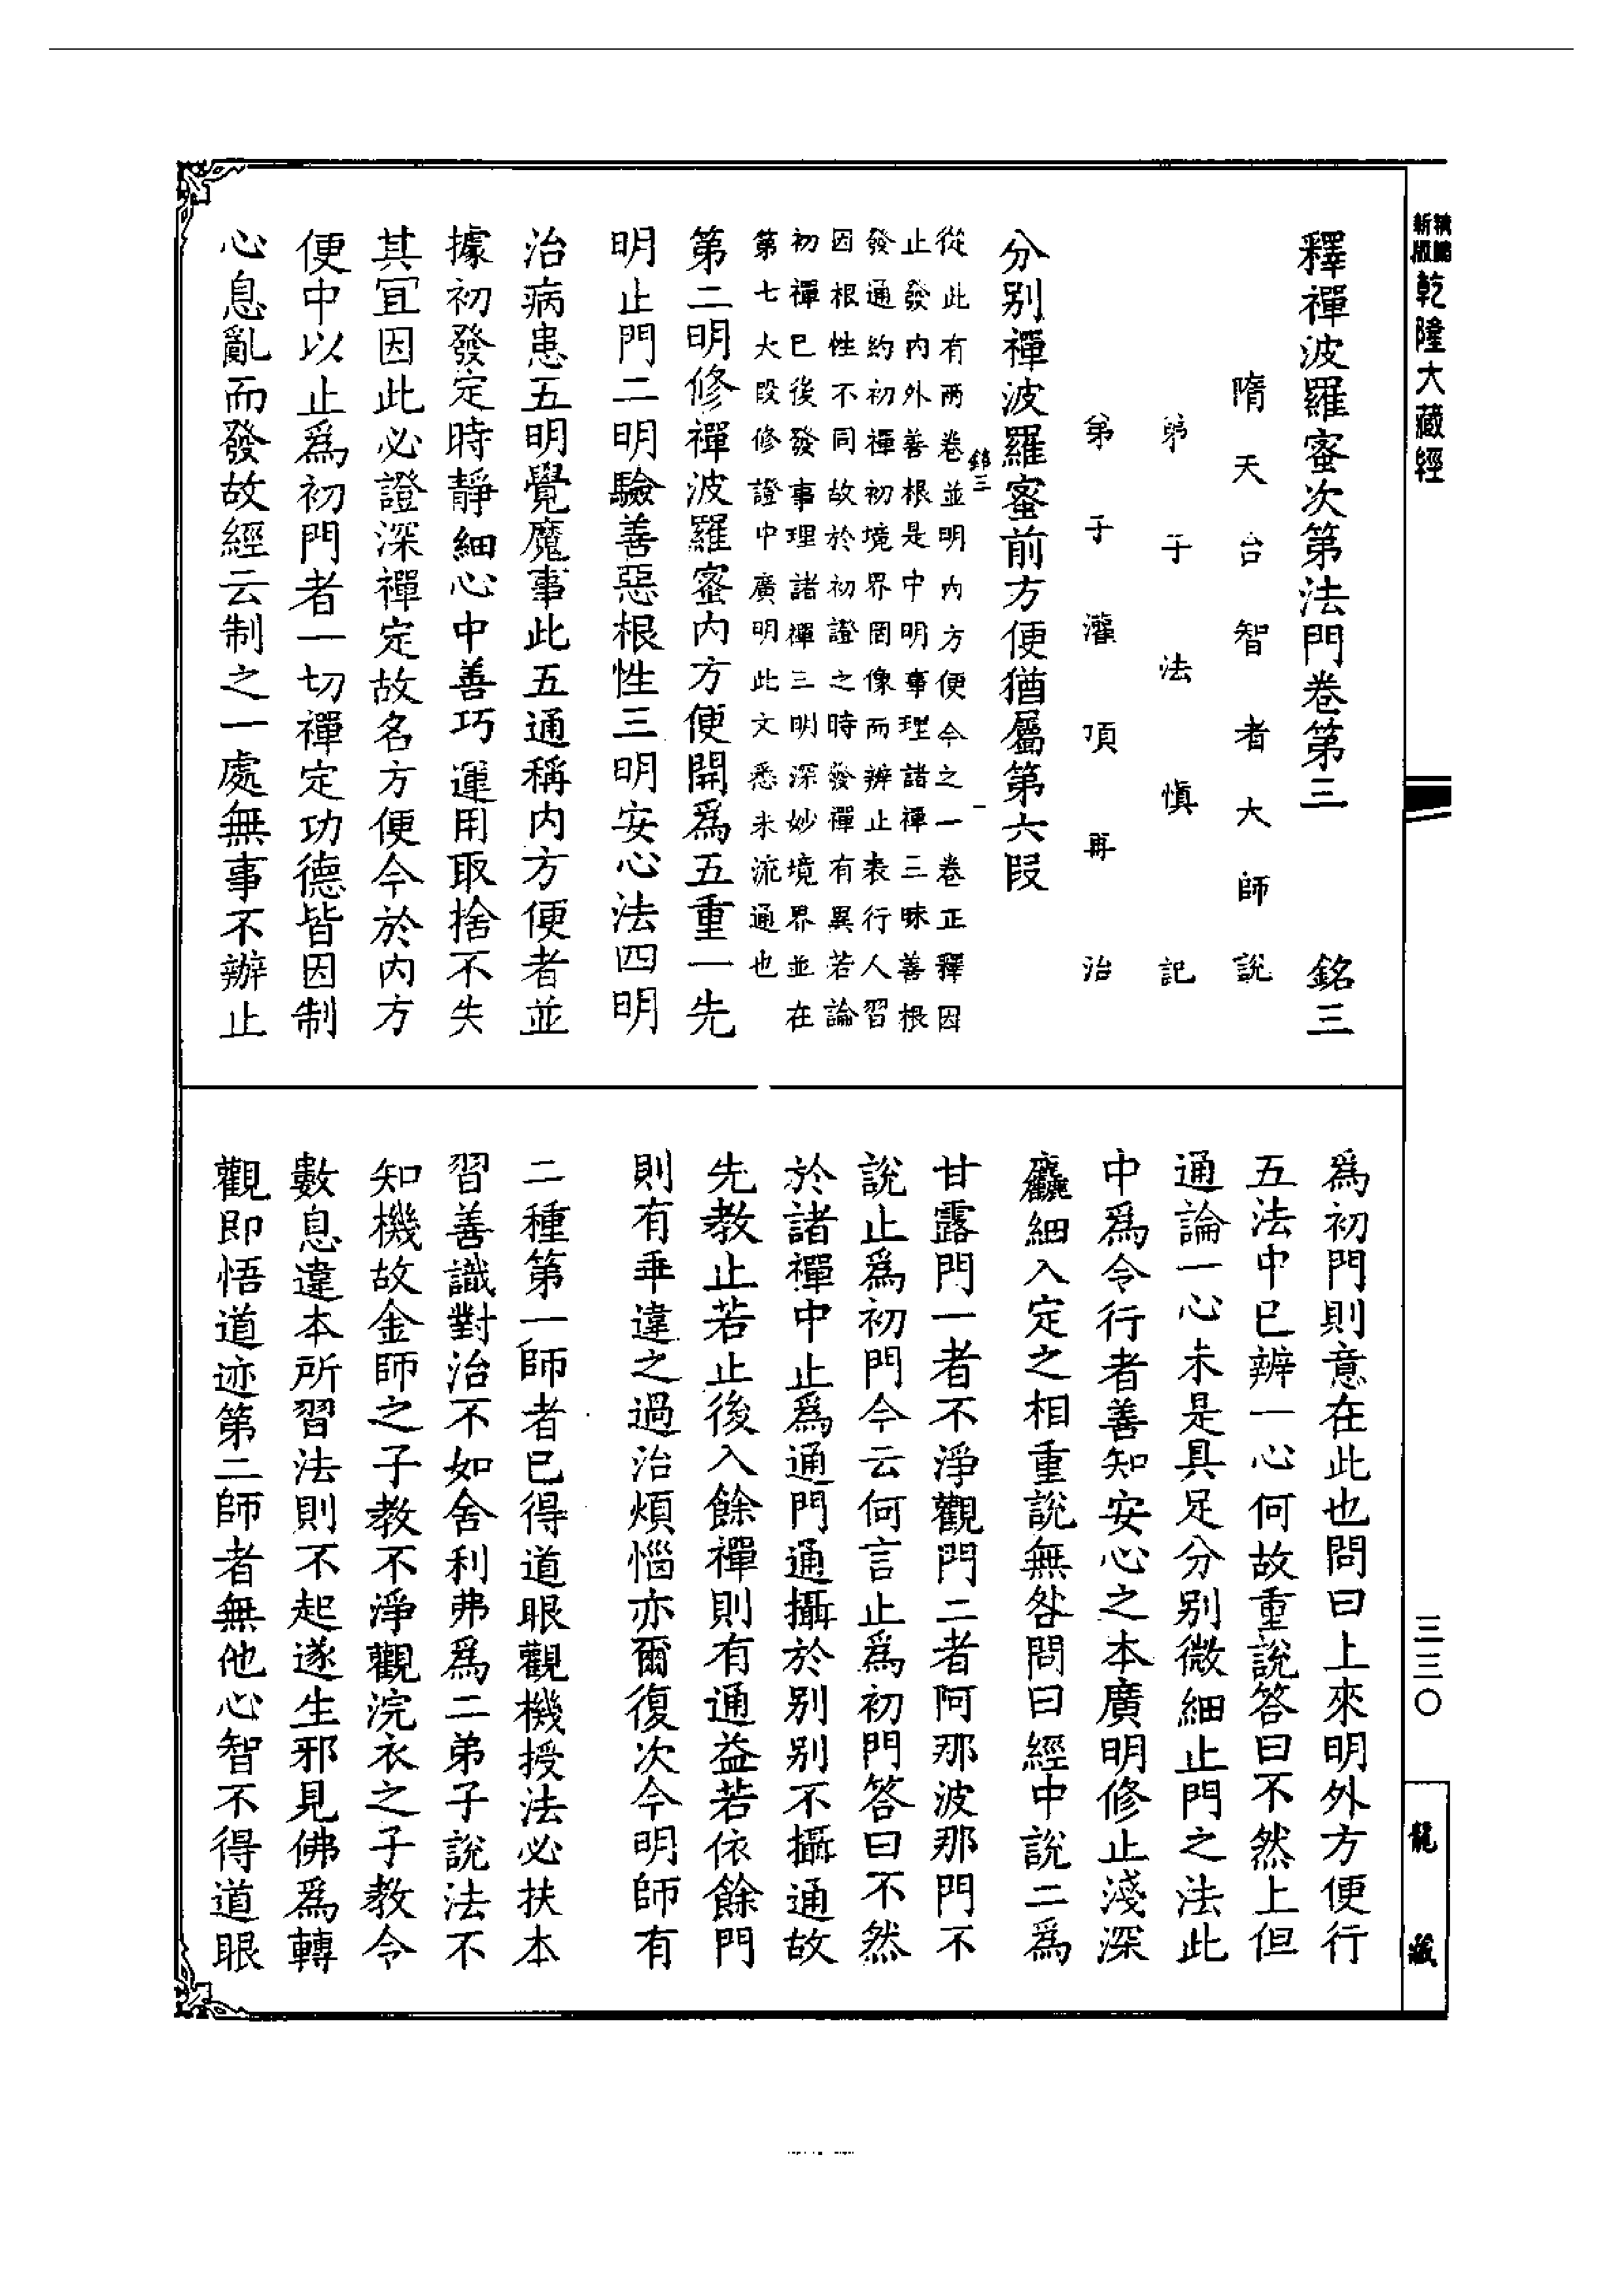 新版
精縮
乾隆大藏經
釋禪波羅蜜次第法門卷第三 銘三
隋天台智者大師說
弟子法慎記
弟子灌頂再治
分別禪波羅蜜前方便猶屬第六段
銘三 一
從此有兩卷並明內方便今之一卷正釋因
止發內外善根是中明事理諸禪三昧善根
發通約初禪初境界罔像而辨止表行人習
因根性不同故於初證之時發禪有異若論
初禪已後發事理諸禪三明深妙境界並在
第七大段修證中廣明此文悉未流通也
第二明修禪波羅蜜內方便開為五重一先
明止門二明驗善惡根性三明安心法四明
治病患五明覺魔事此五通稱內方便者並
據初發定時靜細心中善巧運用取捨不失
其宜因此必證深禪定故名方便今於內方
便中以止為初門者一切禪定功德皆因制
心息亂而發故經云制之一處無事不辦止
為初門則意在此也問曰上來明外方便行
五法中已辨一心何故重說答曰不然上但
通論一心未是具足分別微細止門之法此
中為令行者善知安心之本廣明修止淺深
麤細入定之相重說無咎問曰經中說二為
甘露門一者不淨觀門二者阿那波那門不
說止為初門今云何言止為初門答曰不然
於諸禪中止為通門通攝於別別不攝通故
先教止若止後入餘禪則有通益若依餘門
則有乖違之過治煩惱亦爾復次今明師有
二種第一師者已得道眼觀機授法必扶本
習善識對治不如舍利弗為二弟子說法不
知機故金師之子教不淨觀浣衣之子教令
數息違本所習法則不起遂生邪見佛為轉
觀即悟道迹第二師者無他心智不得道眼
三三〇
龍藏